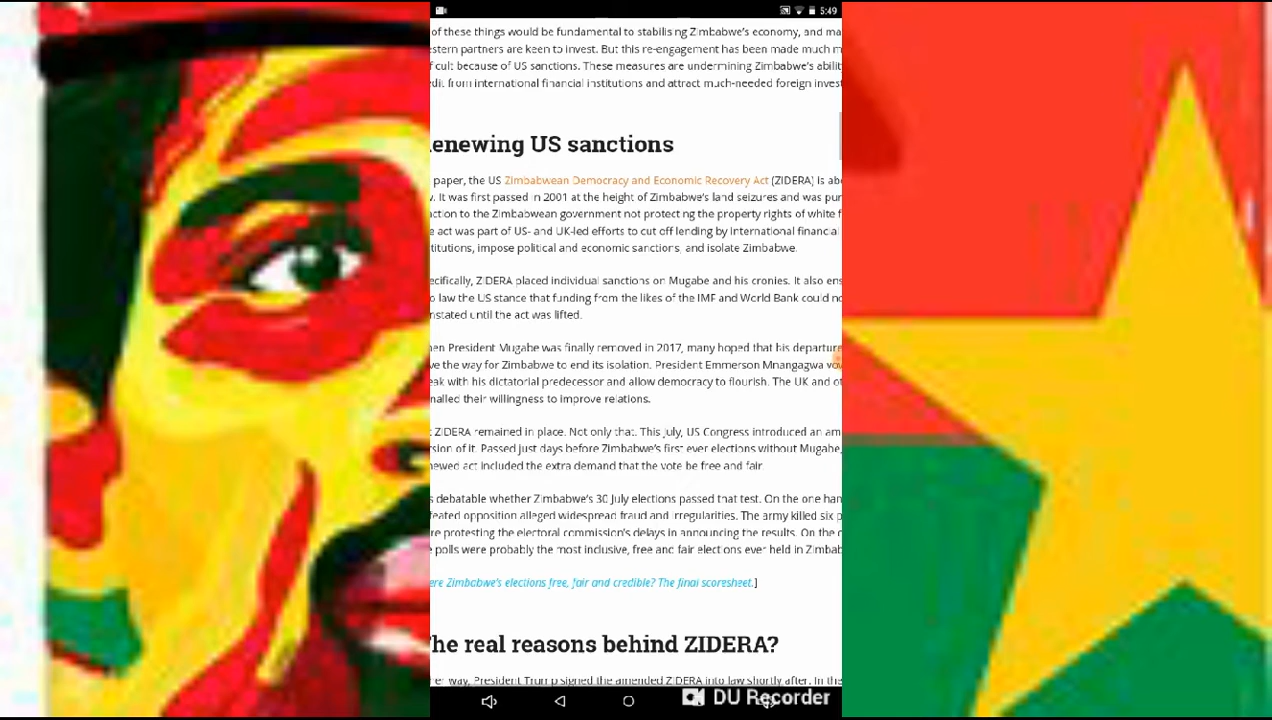 5:49
of these things would be fundamental to stabilising Zimbabwe's economy, and ma
stern partners are keen to invest. But this re-engagement has been made much m
cult because of US sanctions. These measures are undermining Zimbabwe's abili
edit from international financial institutions and attract much-needed foreign inves
enewing US sanctions
paper, the US Zimbabwean Democracy and Economic Recovery Act (ZIDERA) is abo
. It was first passed in 2001 at the height of Zimbabwe's land seizures and was pu
ction to the Zimbabwean government not protecting the property rights of white f
e act was part of US- and UK-led efforts to cut off lending by international financial
titutions, impose political and economic sanctions, and isolate Zimbabwe.
ecifically, ZIDERA placed individual sanctions on Mugabe and his cronies. It also ens
o law the US stance that funding from the likes of the IMF and World Bank could no
nstated until the act was lifted.
en President Mugabe was finally removed in 2017, many hoped that his departure
ve the way for Zimbabwe to end its isolation. President Emmerson Mnangagwa vow
eak with his dictatorial predecessor and allow democracy to flourish. The UK and ot
nalled their willingness to improve relations.
t ZIDERA remained in place. Not only that. This July, US Congress introduced an am
rsion of it. Passed just days before Zimbabwe's first ever elections without Mugabe,
newed act included the extra demand that the vote be free and fair
s debatable whether Zimbabwe's 30 July elections passed that test. On the one han
feated opposition alleged widespread fraud and irregularities. The army killed six p
re protesting the electoral commission's delays in announcing the results. On the o
e polls were probably the most inclusive, free and fair elections ever held in Zimbab
ere Zimbabwe's elections free, fair and credible? The final scoresheet.]
he real reasons behind ZIDERA?
her way, President Trump signed the amended ZIDERA into law shortly after. In the
DU Recorder